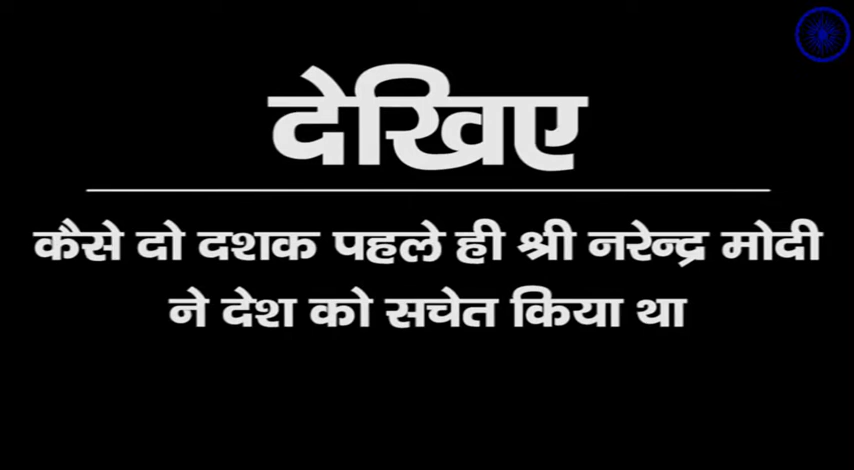 देखिए
कैसे दो दशक पहले ही श्री नरेन्द्र मोदी
ने देश को सचेत किया था